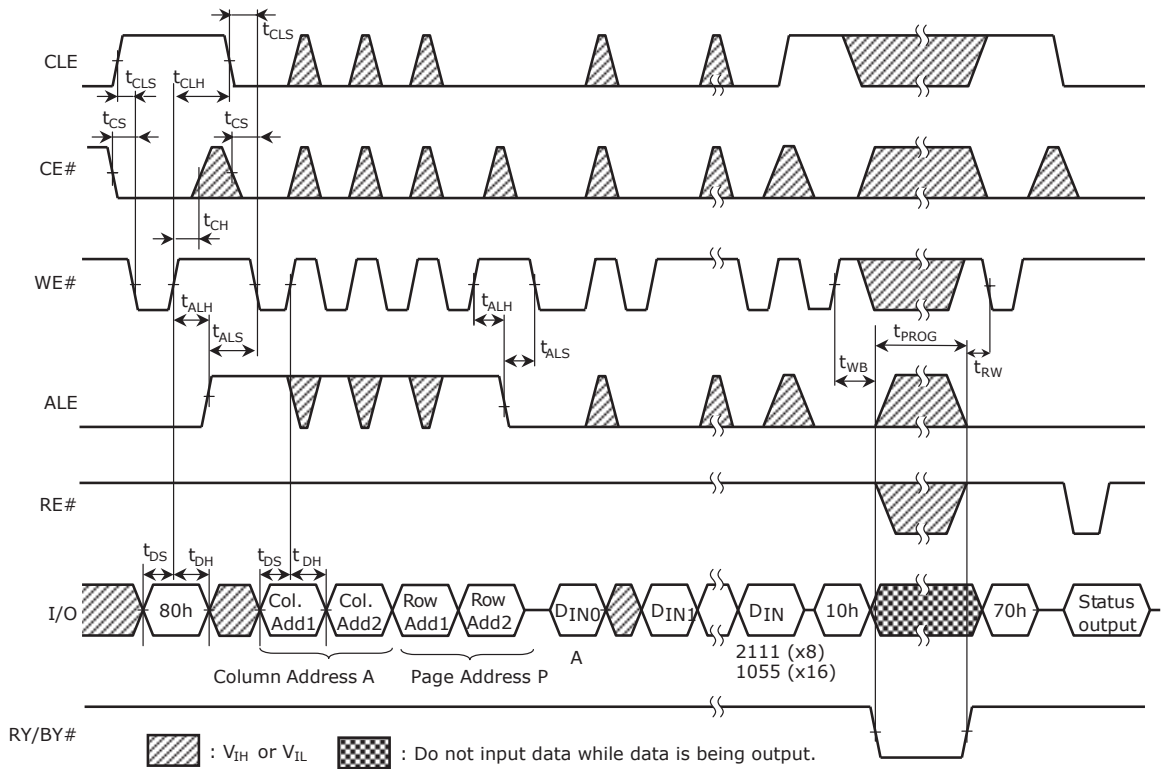 tCLS
CLE
tCLS tCLH
tCS tCS
CE#
tCH
WE#
tALH tALH
tALS tALS tPROG
tWB tRW
ALE
RE#
tDS tDH tDS tDH
I/O 80h Col. Add1 Col. Add2 Row Add1 Row Add2 DIN0 DIN1 DIN 10h 70h Status output
A 2111 (x8)
1055 (x16)
Column Address A Page Address P
RY/BY#
: VIH or VIL : Do not input data while data is being output.